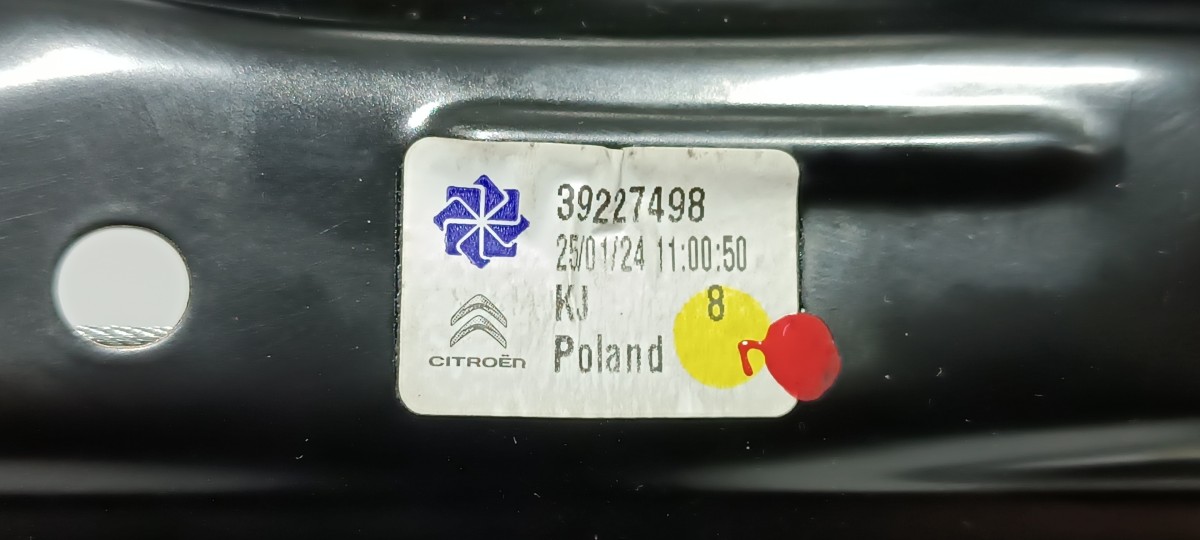 39227498
25/01/24 11:00:50
KJ 8
Poland
CITROËN